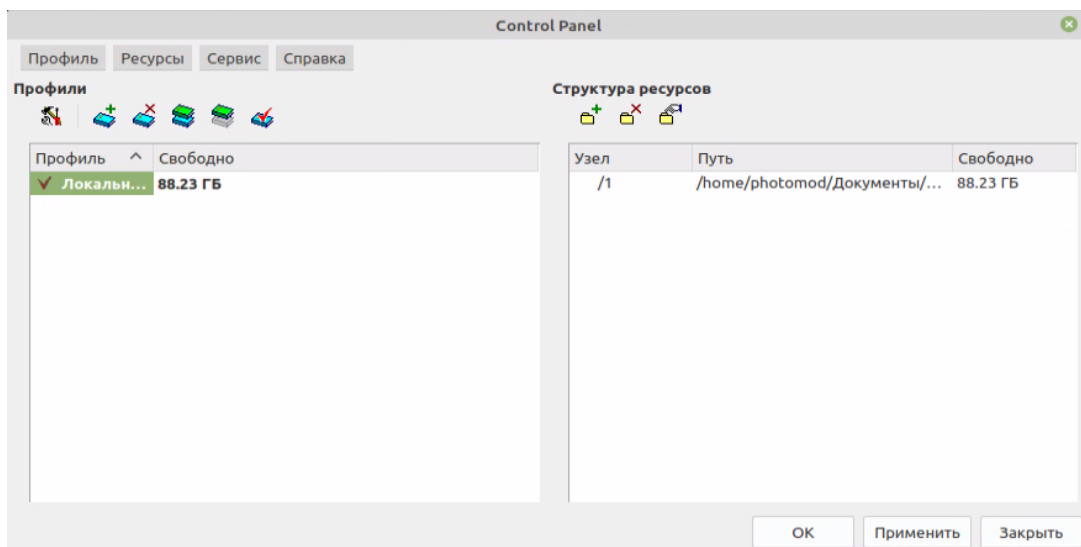 Control Panel
Профиль Ресурсы Сервис Справка
Профили
Профиль Свободно
Локальн... 88.23 ГБ
Структура ресурсов
Узел Путь Свободно
/1 /home/photomod/Документы/... 88.23 ГБ
ОК Применить Закрыть